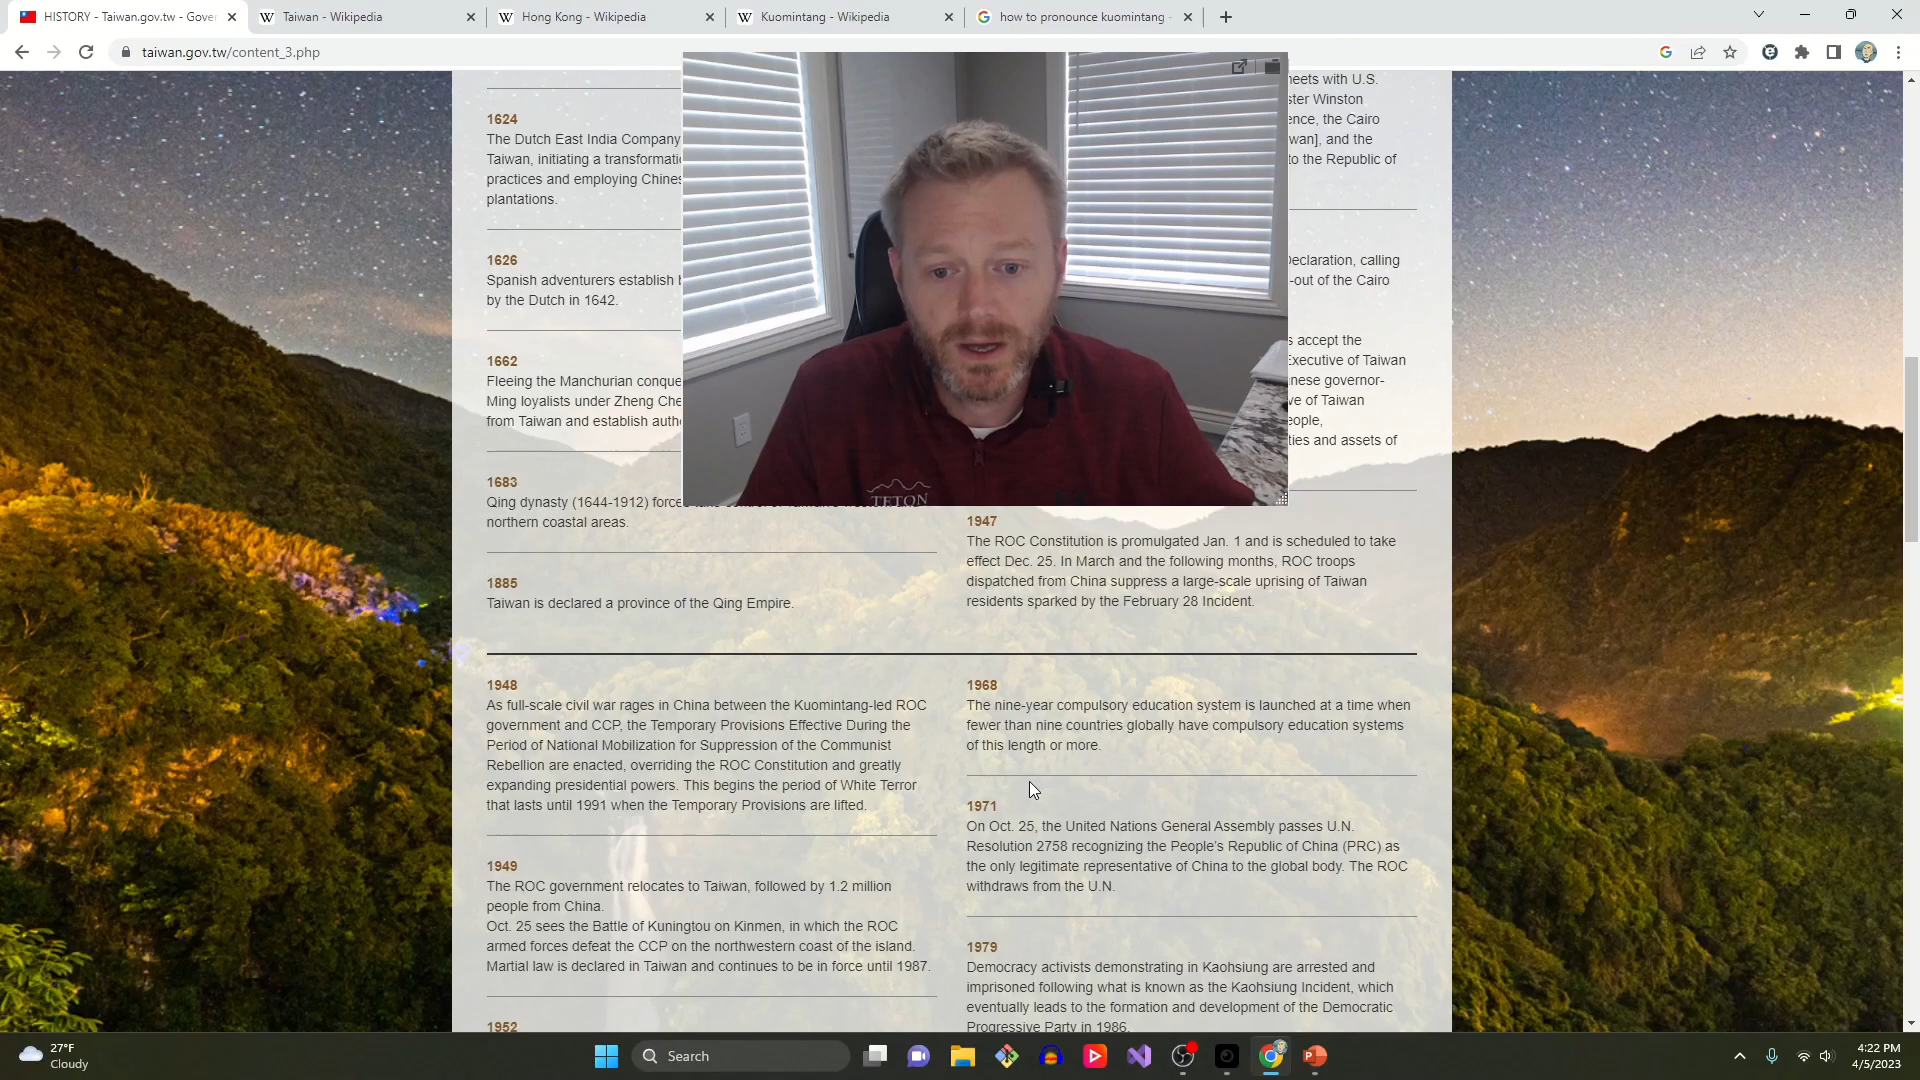 HISTORY - Taiwan.gov.tw - Gover
Taiwan - Wikipedia
Hong Kong - Wikipedia
Kuomintang - Wikipedia
how to pronounce kuomintang -
taiwan.gov.tw/content_3.php
1624
The Dutch East India Company
Taiwan, initiating a transformati
practices and employing Chines
plantations.
1626
Spanish adventurers establish
by the Dutch in 1642.
1662
Fleeing the Manchurian conque
Ming loyalists under Zheng Che
from Taiwan and establish auth
1683
Qing dynasty (1644-1912) force
northern coastal areas.
1885
Taiwan is declared a province of the Qing Empire.
neets with U.S.
ster Winston
ence, the Cairo
wan], and the
to the Republic of
Declaration, calling
-out of the Cairo
s accept the
Executive of Taiwan
nese governor-
ve of Taiwan
eople,
ties and assets of
1947
The ROC Constitution is promulgated Jan. 1 and is scheduled to take
effect Dec. 25. In March and the following months, ROC troops
dispatched from China suppress a large-scale uprising of Taiwan
residents sparked by the February 28 Incident.
TETON
1948
As full-scale civil war rages in China between the Kuomintang-led ROC
government and CCP, the Temporary Provisions Effective During the
Period of National Mobilization for Suppression of the Communist
Rebellion are enacted, overriding the ROC Constitution and greatly
expanding presidential powers. This begins the period of White Terror
that lasts until 1991 when the Temporary Provisions are lifted.
1949
The ROC government relocates to Taiwan, followed by 1.2 million
people from China.
Oct. 25 sees the Battle of Kuningtou on Kinmen, in which the ROC
armed forces defeat the CCP on the northwestern coast of the island.
Martial law is declared in Taiwan and continues to be in force until 1987.
1952
1968
The nine-year compulsory education system is launched at a time when
fewer than nine countries globally have compulsory education systems
of this length or more.
1971
On Oct. 25, the United Nations General Assembly passes U.N.
Resolution 2758 recognizing the People's Republic of China (PRC) as
the only legitimate representative of China to the global body. The ROC
withdraws from the U.N.
1979
Democracy activists demonstrating in Kaohsiung are arrested and
imprisoned following what is known as the Kaohsiung Incident, which
eventually leads to the formation and development of the Democratic
Progressive Party in 1986.
27°F
Cloudy
Search
4:22 PM
4/5/2023